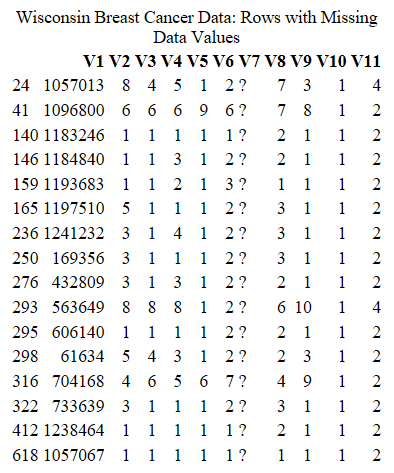 Wisconsin Breast Cancer Data: Rows with Missing
Data Values
V1 V2 V3 V4 V5 V6 V7 V8 V9 V10 V11
24 1057013 8 4 5 1 2 ? 7 3 1 4
41 1096800 6 6 6 9 6 ? 7 8 1 2
140 1183246 1 1 1 1 1 ? 2 1 1 2
146 1184840 1 1 3 1 2 ? 2 1 1 2
159 1193683 1 1 2 1 3 ? 1 1 1 2
165 1197510 5 1 1 1 2 ? 3 1 1 2
236 1241232 3 1 4 1 2 ? 3 1 1 2
250 169356 3 1 1 1 2 ? 3 1 1 2
276 432809 3 1 3 1 2 ? 2 1 1 2
293 563649 8 8 8 1 2 ? 6 10 1 4
295 606140 1 1 1 1 2 ? 2 1 1 2
298 61634 5 4 3 1 2 ? 2 3 1 2
316 704168 4 6 5 6 7 ? 4 9 1 2
322 733639 3 1 1 1 2 ? 3 1 1 2
412 1238464 1 1 1 1 1 ? 2 1 1 2
618 1057067 1 1 1 1 1 ? 1 1 1 2